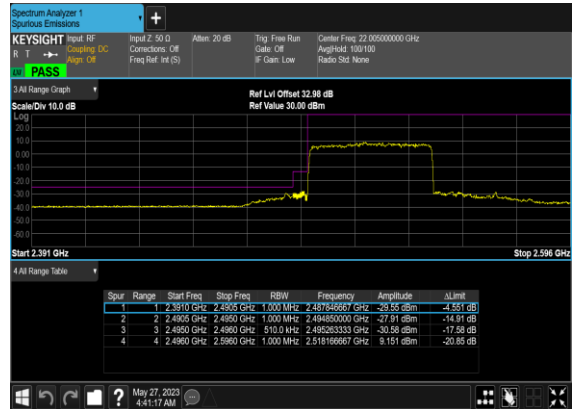 Spectrum Analyzer 1
Spurious Emissions
+
KEYSIGHT Input: RF Input Z: 50 Ω Atten: 20 dB Trig: Free Run Center Freq: 22.005000000 GHz
R T Coupling: DC Corrections: Off Gate: Off Avg|Hold: 100/100
Align: Off Freq Ref: Int (S) IF Gain: Low Radio Std: None
PASS
3 All Range Graph
Ref Lvl Offset 32.98 dB
Scale/Div 10.0 dB Ref Value 30.00 dBm
Log
20.0
10.0
0.00
-10.0
-20.0
-30.0
-40.0
-50.0
-60.0
Start 2.391 GHz Stop 2.596 GHz
4 All Range Table
Spur Range Start Freq Stop Freq RBW Frequency Amplitude ΔLimit
1 1 2.3910 GHz 2.4905 GHz 1.000 MHz 2.487846667 GHz -29.55 dBm -4.551 dB
2 2 2.4905 GHz 2.4950 GHz 1.000 MHz 2.494850000 GHz -27.91 dBm -14.91 dB
3 3 2.4950 GHz 2.4960 GHz 510.0 kHz 2.495263333 GHz -30.58 dBm -17.58 dB
4 4 2.4960 GHz 2.5960 GHz 1.000 MHz 2.518166667 GHz 9.151 dBm -20.85 dB
? May 27, 2023
4:41:17 AM